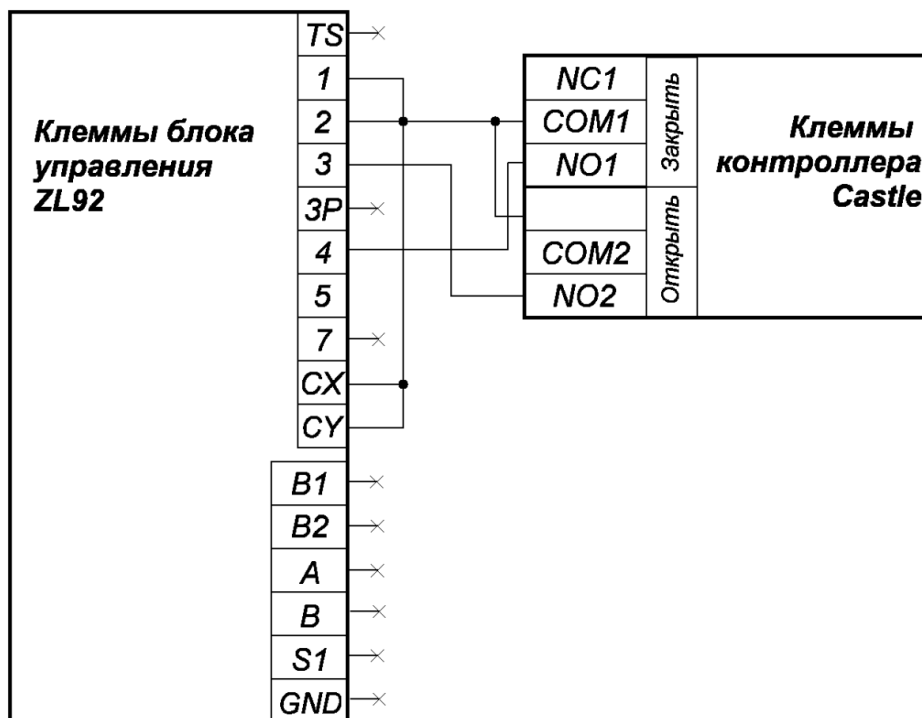 Клеммы блока
управления
ZL92
TS
1
2
3
3P
4
5
7
CX
CY
B1
B2
A
B
S1
GND
NC1
COM1
NO1
COM2
NO2
Закрыть
Открыть
Клеммы
контроллера
Castle